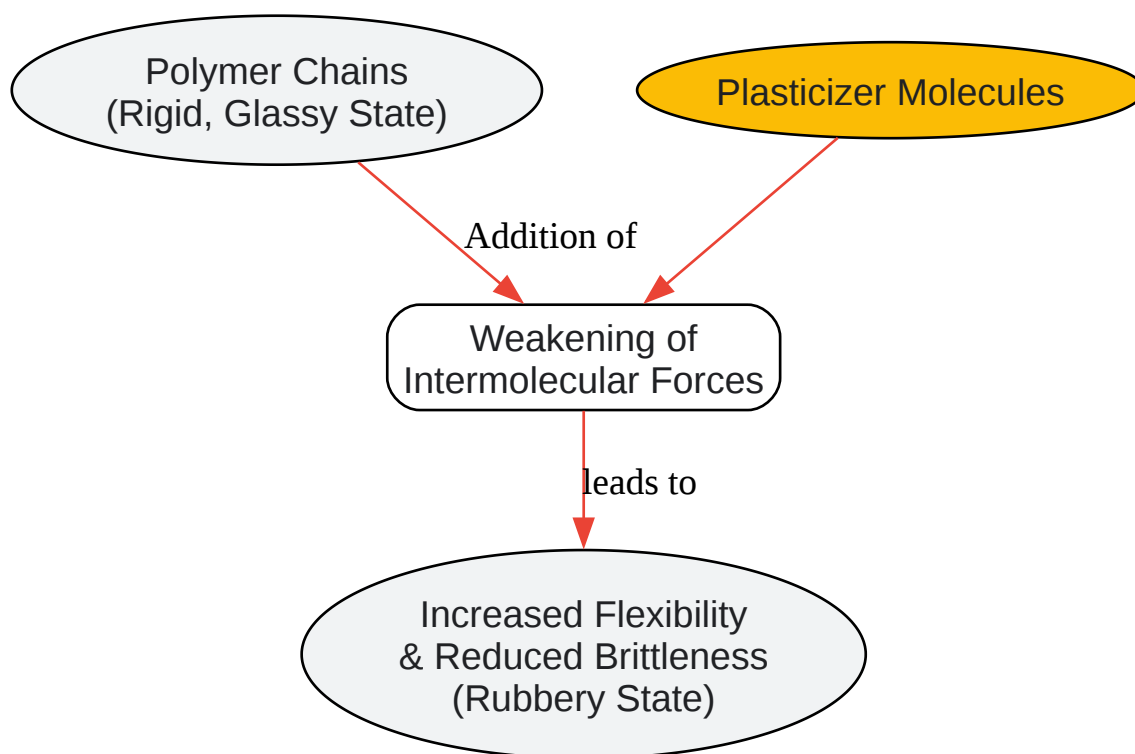 Polymer Chains
(Rigid, Glassy State)
Plasticizer Molecules
Addition of
Weakening of
Intermolecular Forces
leads to
Increased Flexibility
& Reduced Brittleness
(Rubbery State)